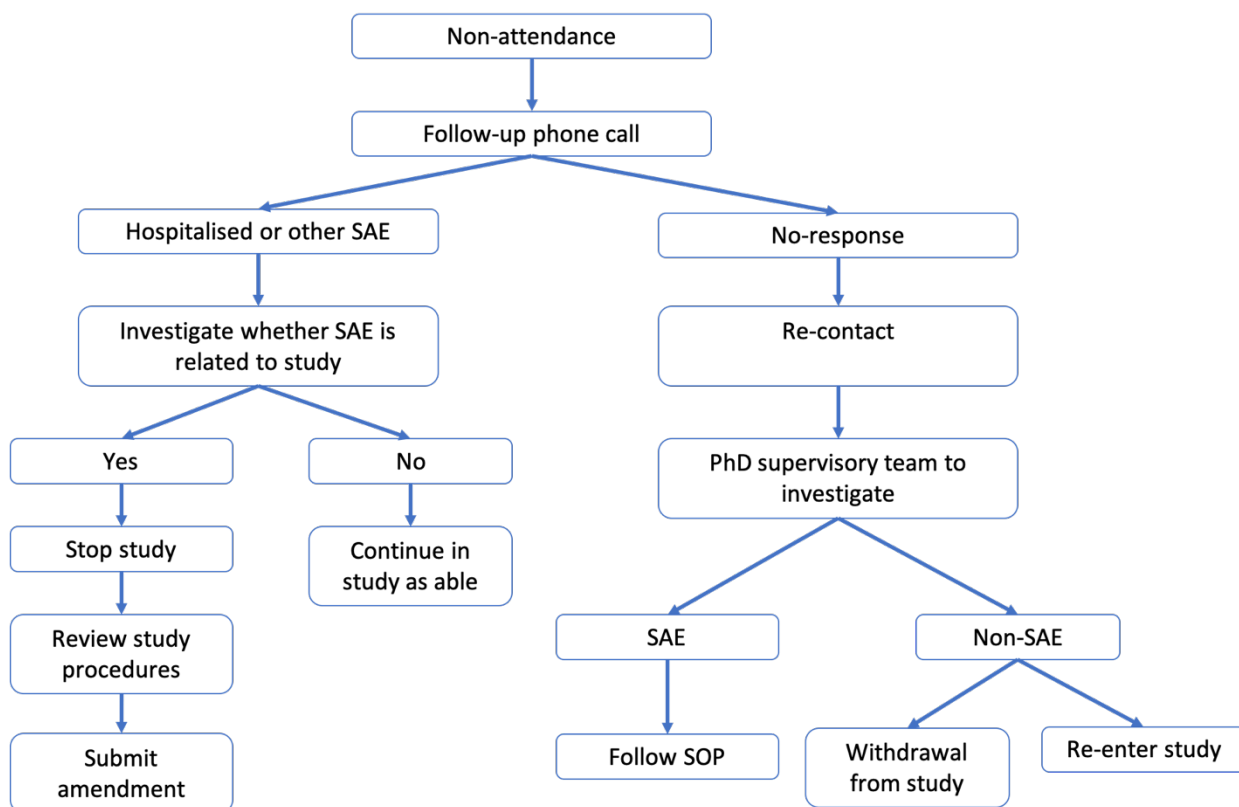 Non-attendance
Follow-up phone call
Hospitalised or other SAE
No-response
Investigate whether SAE is
related to study
Re-contact
Yes
No
PhD supervisory team to
investigate
Stop study
Continue in
study as able
Review study
procedures
SAE
Non-SAE
Submit
amendment
Follow SOP
Withdrawal
from study
Re-enter study